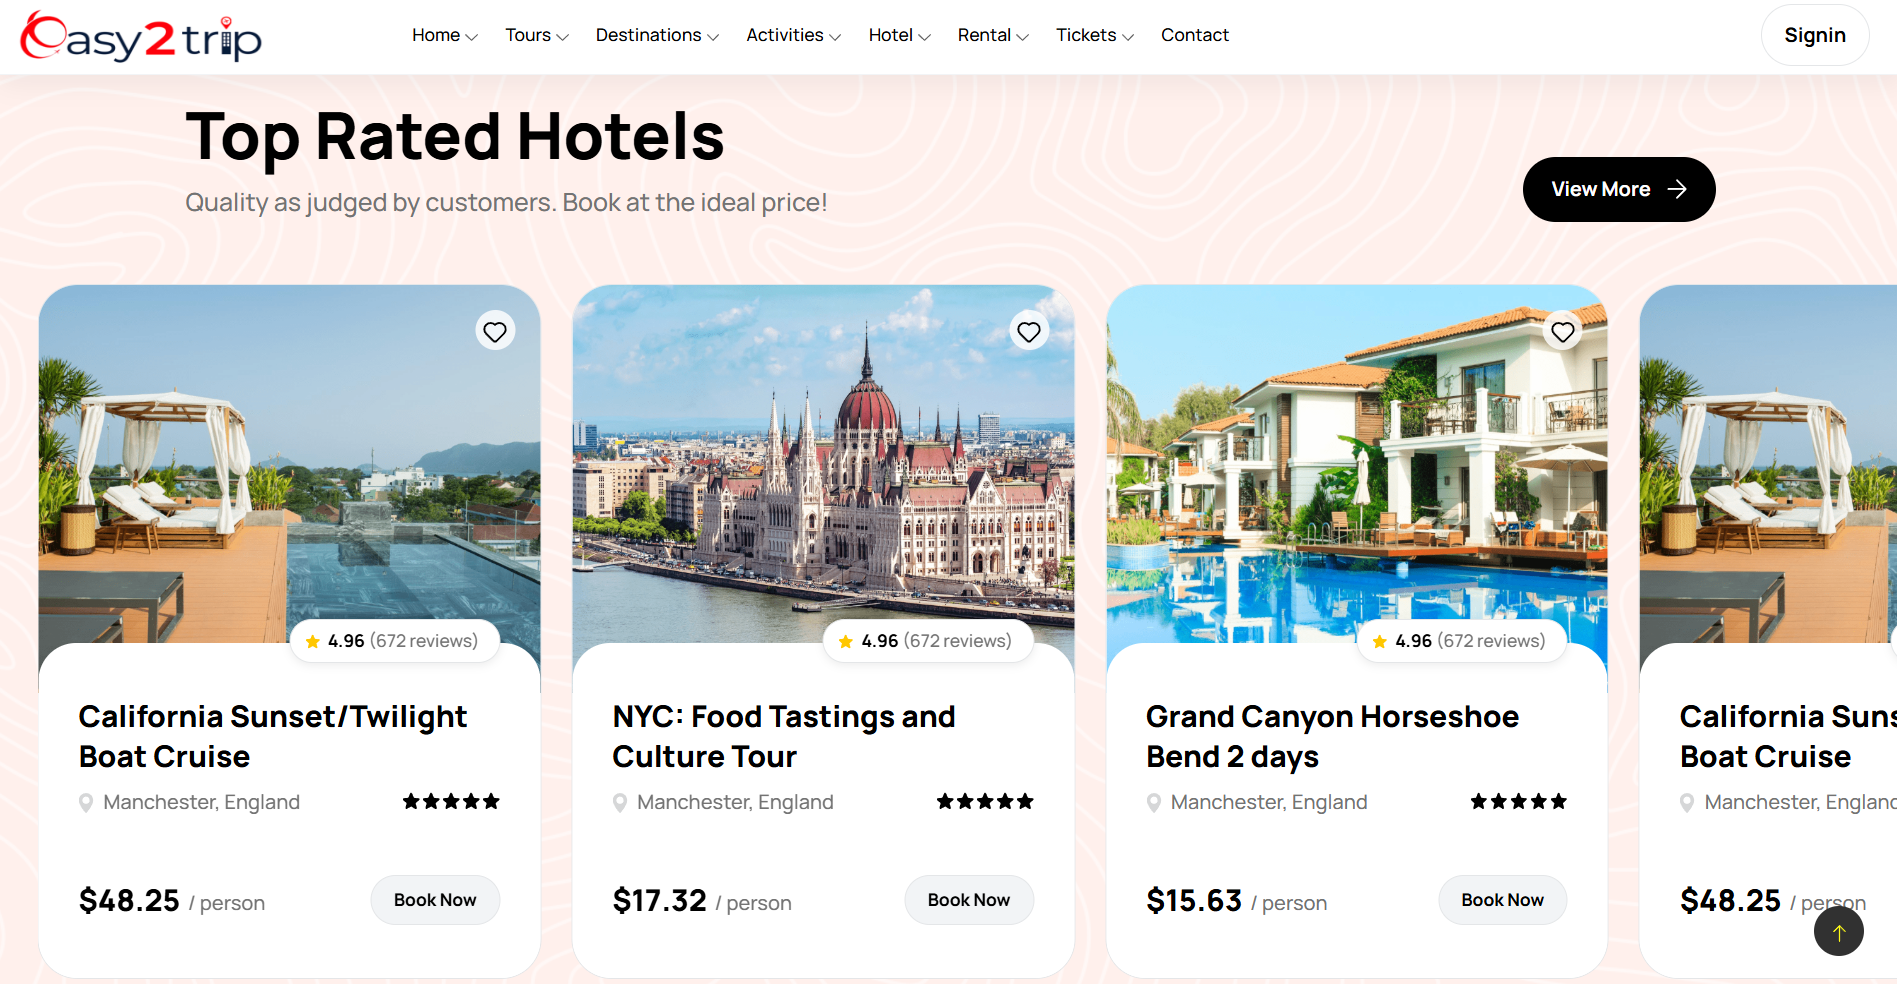 Easy2trip
Home Tours Destinations Activities Hotel Rental Tickets Contact
Signin
Top Rated Hotels
Quality as judged by customers. Book at the ideal price!
View More
4.96 (672 reviews)
California Sunset/Twilight
Boat Cruise
Manchester, England
$48.25 / person
Book Now
4.96 (672 reviews)
NYC: Food Tastings and
Culture Tour
Manchester, England
$17.32 / person
Book Now
4.96 (672 reviews)
Grand Canyon Horseshoe
Bend 2 days
Manchester, England
$15.63 / person
Book Now
California Suns
Boat Cruise
Manchester, England
$48.25 / person